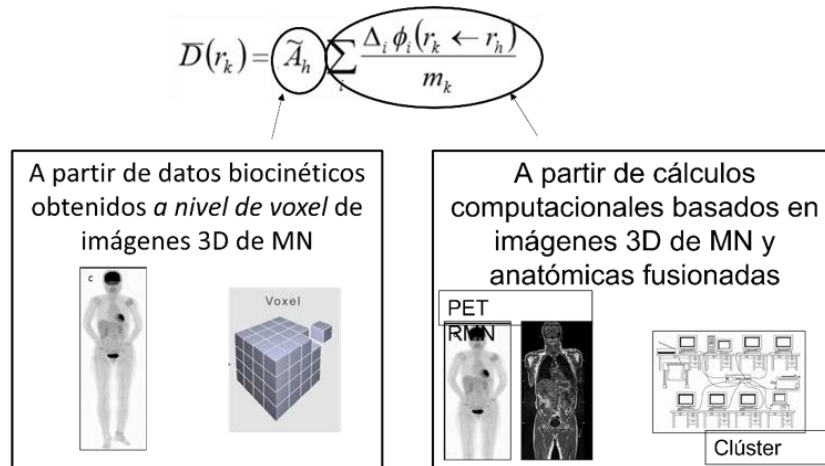 D̅(r_k) = Ã_h ∑_i Δ_i ϕ_i(r_k ← r_h) / m_k
A partir de datos biocinéticos
obtenidos a nivel de voxel de
imágenes 3D de MN
c
Voxel
A partir de cálculos
computacionales basados en
imágenes 3D de MN y
anatómicas fusionadas
PET
RMN
Clúster